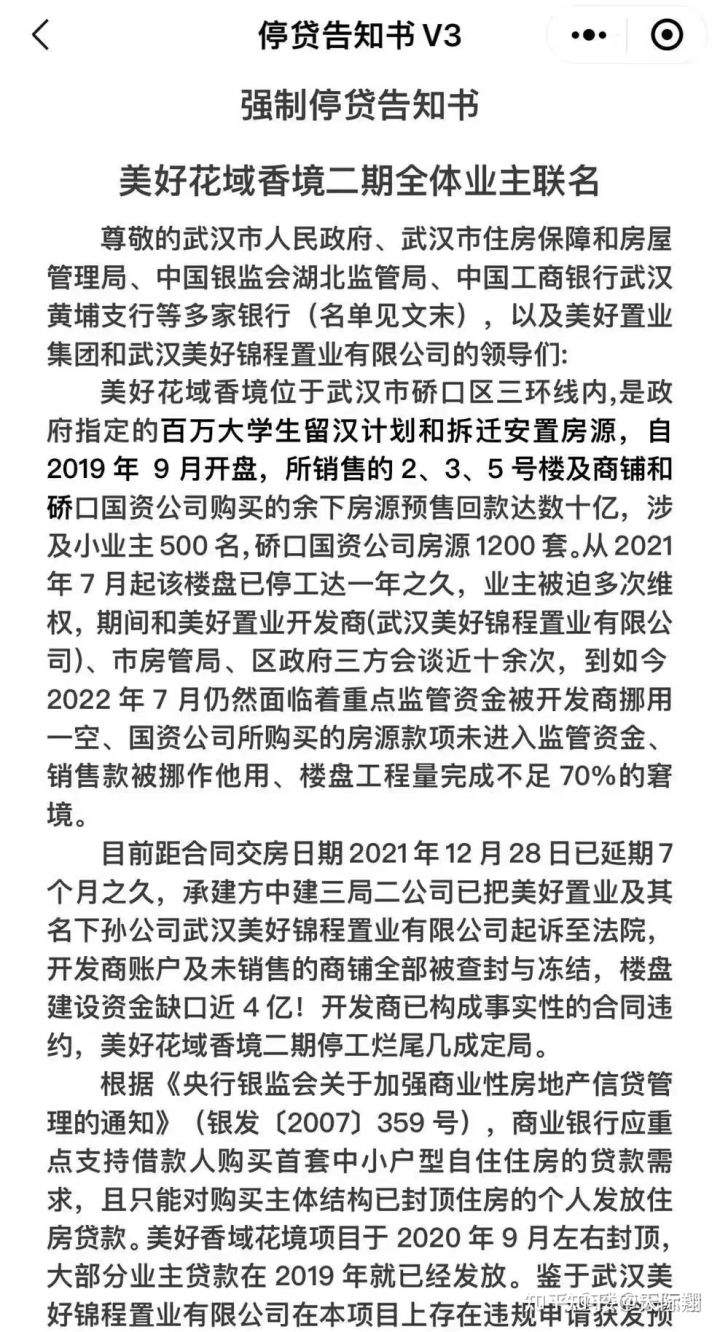 停贷告知书 V3
强制停贷告知书
美好花域香境二期全体业主联名
尊敬的武汉市人民政府、武汉市住房保障和房屋
管理局、中国银监会湖北监管局、中国工商银行武汉
黄埔支行等多家银行（名单见文末），以及美好置业
集团和武汉美好锦程置业有限公司的领导们:
美好花域香境位于武汉市硚口区三环线内,是政
府指定的百万大学生留汉计划和拆迁安置房源，自
2019 年 9 月开盘，所销售的 2、3、5 号楼及商铺和
硚口国资公司购买的余下房源预售回款达数十亿，涉
及小业主 500 名,硚口国资公司房源 1200 套。从 2021
年 7 月起该楼盘已停工达一年之久，业主被迫多次维
权，期间和美好置业开发商(武汉美好锦程置业有限公
司)、市房管局、区政府三方会谈近十余次，到如今
2022 年 7 月仍然面临着重点监管资金被开发商挪用
一空、国资公司所购买的房源款项未进入监管资金、
销售款被挪作他用、楼盘工程量完成不足 70%的窘
境。
目前距合同交房日期 2021 年 12 月 28 日已延期 7
个月之久，承建方中建三局二公司已把美好置业及其
名下孙公司武汉美好锦程置业有限公司起诉至法院，
开发商账户及未销售的商铺全部被查封与冻结，楼盘
建设资金缺口近 4 亿！开发商已构成事实性的合同违
约，美好花域香境二期停工烂尾几成定局。
根据《央行银监会关于加强商业性房地产信贷管
理的通知》（银发〔2007〕359 号），商业银行应重
点支持借款人购买首套中小户型自住住房的贷款需
求，且只能对购买主体结构已封顶住房的个人发放住
房贷款。美好香域花境项目于 2020 年 9 月左右封顶，
大部分业主贷款在 2019 年就已经发放。鉴于武汉美
好锦程置业有限公司在本项目上存在违规申请获发预